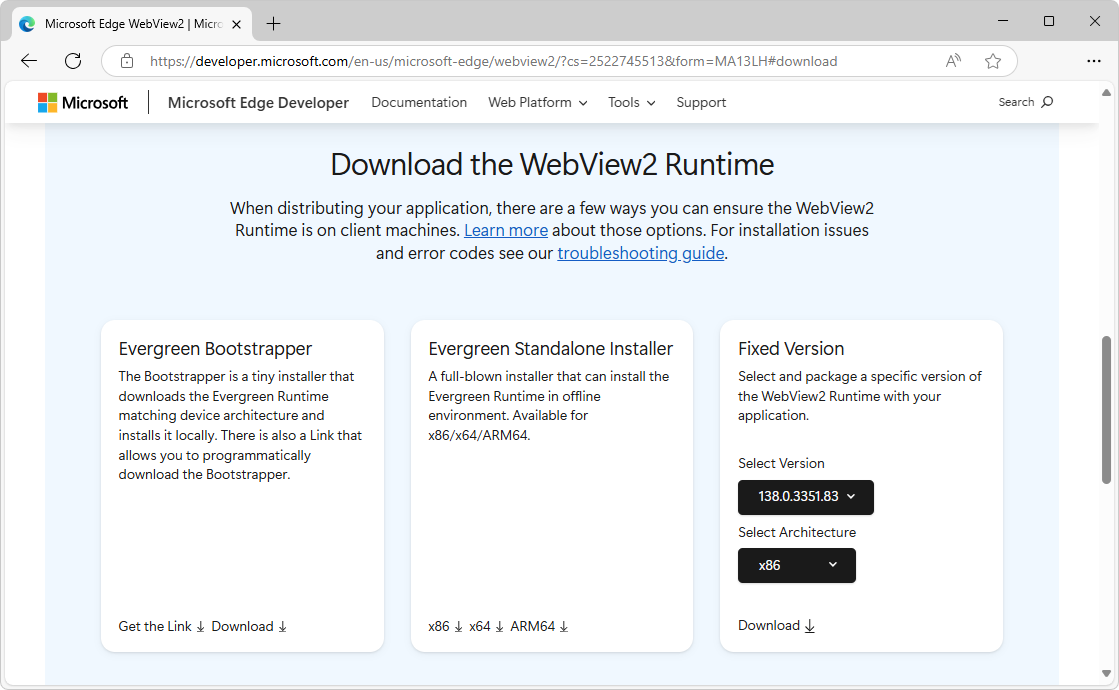 Microsoft Edge WebView2 | Micro
https://developer.microsoft.com/en-us/microsoft-edge/webview2/?cs=2522745513&form=MA13LH#download
Microsoft Microsoft Edge Developer Documentation Web Platform Tools Support Search
Download the WebView2 Runtime
When distributing your application, there are a few ways you can ensure the WebView2
Runtime is on client machines. Learn more about those options. For installation issues
and error codes see our troubleshooting guide.
Evergreen Bootstrapper
The Bootstrapper is a tiny installer that
downloads the Evergreen Runtime
matching device architecture and
installs it locally. There is also a Link that
allows you to programmatically
download the Bootstrapper.
Get the Link Download
Evergreen Standalone Installer
A full-blown installer that can install the
Evergreen Runtime in offline
environment. Available for
x86/x64/ARM64.
x86 x64 ARM64
Fixed Version
Select and package a specific version of
the WebView2 Runtime with your
application.
Select Version
138.0.3351.83
Select Architecture
x86
Download